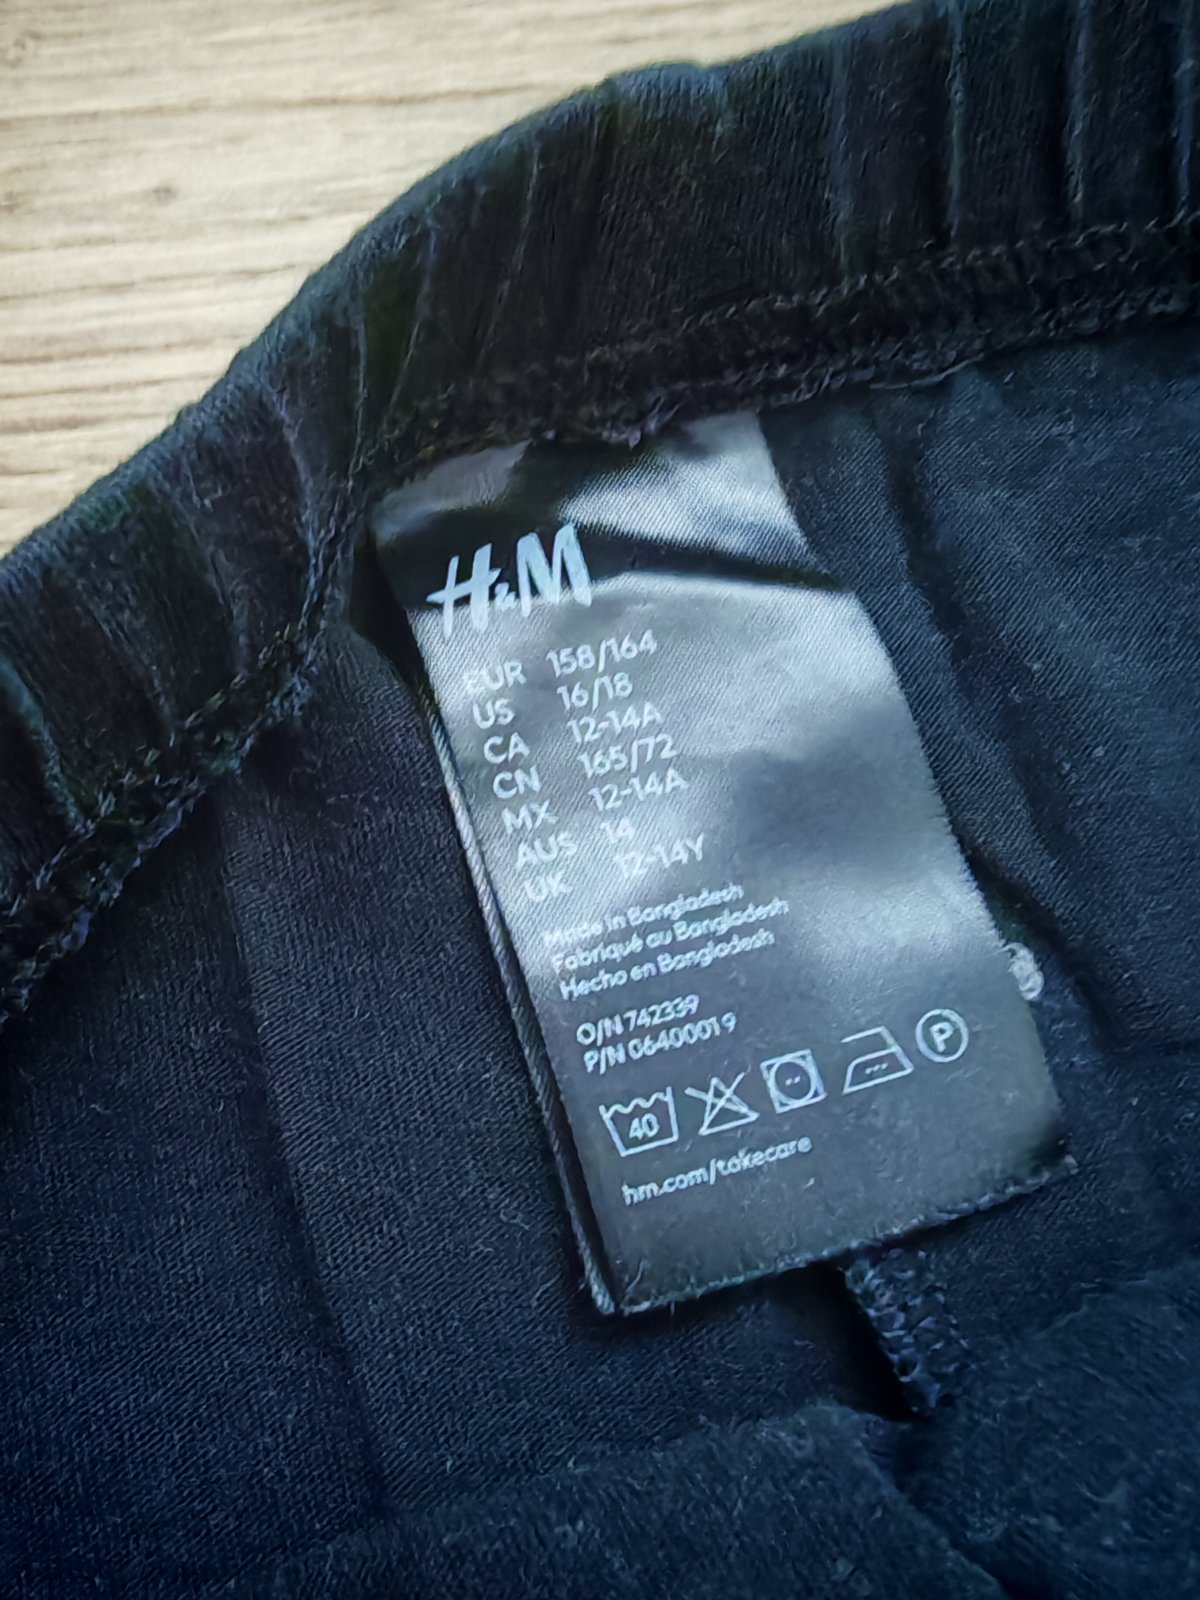 H&M
EUR 158/164
US 16/18
CA 12-14A
CN 165/72
MX 12-14A
AUS 14
UK 12-14Y
Made in Bangladesh
Fabriqué au Bangladesh
Hecho en Bangladesh
O/N 742339
P/N 06400019
40 P
hm.com/takecare